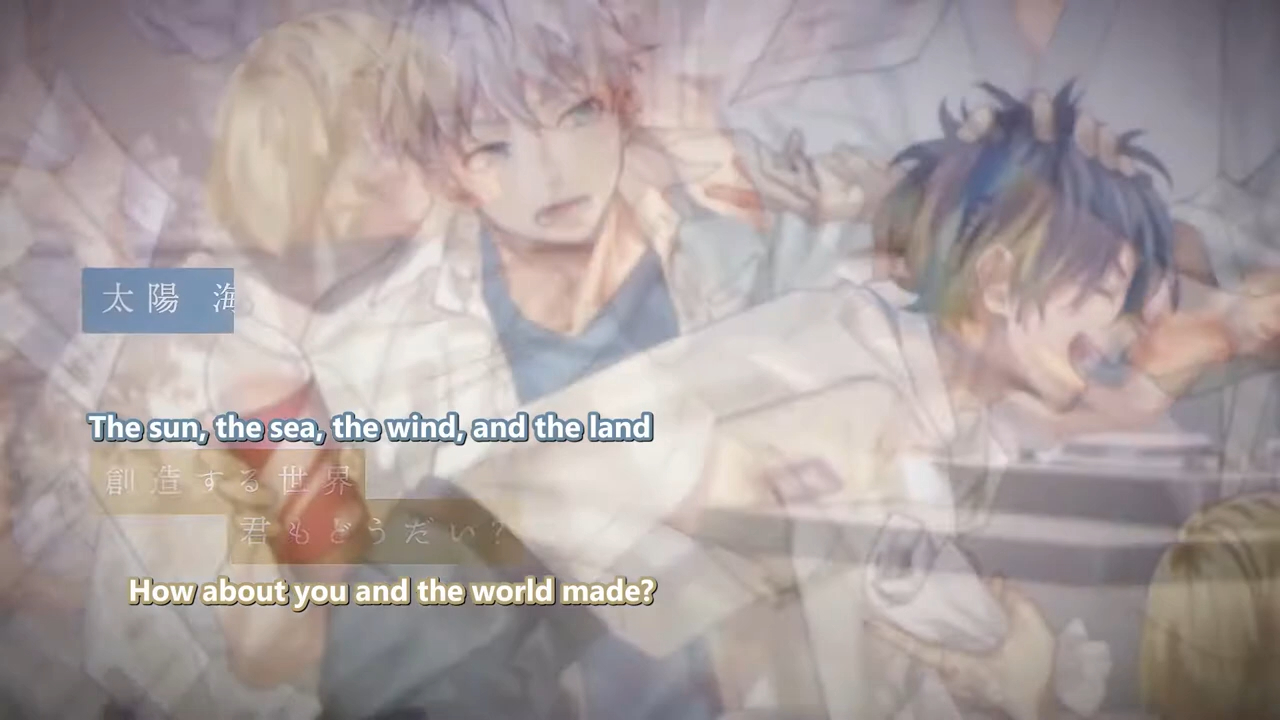 太陽 海
The sun, the sea, the wind, and the land
創造する世界
君もどうだい?
How about you and the world made?